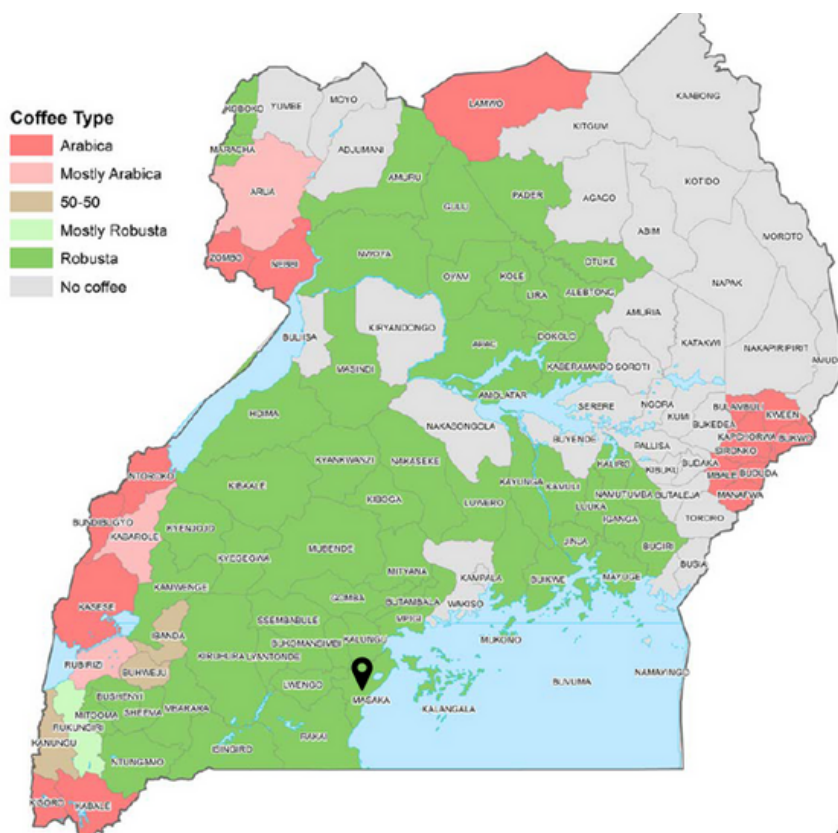 Coffee Type
Arabica
Mostly Arabica
50-50
Mostly Robusta
Robusta
No coffee
KOBOKO
YUMBE
MOYO
LAMWO
KAABONG
KITGUM
MARACHA
ADJUMANI
ARUA
AMURU
GULU
PADER
AGAGO
KOTIDO
ABIM
MOROTO
ZOMBO
NEBBI
NWOYA
OTUKE
OYAM
KOLE
LIRA
ALEBTONG
NAPAK
AMURIA
BULIISA
KIRYANDONGO
APAC
DOKOLO
KATAKWI
NAKAPIRIPIRIT
AMUD
MASINDI
KABERAMAIDO
SOROTI
HOIMA
AMOLATAR
SERERE
NGORA
KUMI
BULAMBULI
KWEEN
NAKASONGOLA
BUKEDEA
KAPCHORWA
BUKWO
BUYENDE
PALLISA
SIRONKO
KYANKWANZI
NAKASEKE
KALIRO
KIBUKU
BUDAKA
MBALE
BUDUDA
NTOROKO
KIBAALE
KAYUNGA
KAMULI
NAMUTUMBA
BUTALEJA
MANAFWA
KIBOGA
LUWERO
LUUKA
IGANGA
TORORO
BUNDIBUGYO
KABAROLE
KYENJOJO
MUBENDE
JINJA
BUGIRI
KYEGEGWA
MITYANA
KAMPALA
BUIKWE
MAYUGE
BUSIA
KASESE
KAMWENGE
GOMBA
BUTAMBALA
WAKISO
MPIGI
IBANDA
SSEMBABULE
BUKOMANSIMBI
KALUNGU
MUKONO
RUBIRIZI
BUHWEJU
KIRUHURA
LYANTONDE
LWENGO
MASAKA
KALANGALA
BUVUMA
NAMAYINGO
BUSHENYI
MITOOMA
SHEEMA
MBARARA
RUKUNGIRI
KANUNGU
NTUNGAMO
ISINGIRO
RAKAI
KISORO
KABALE